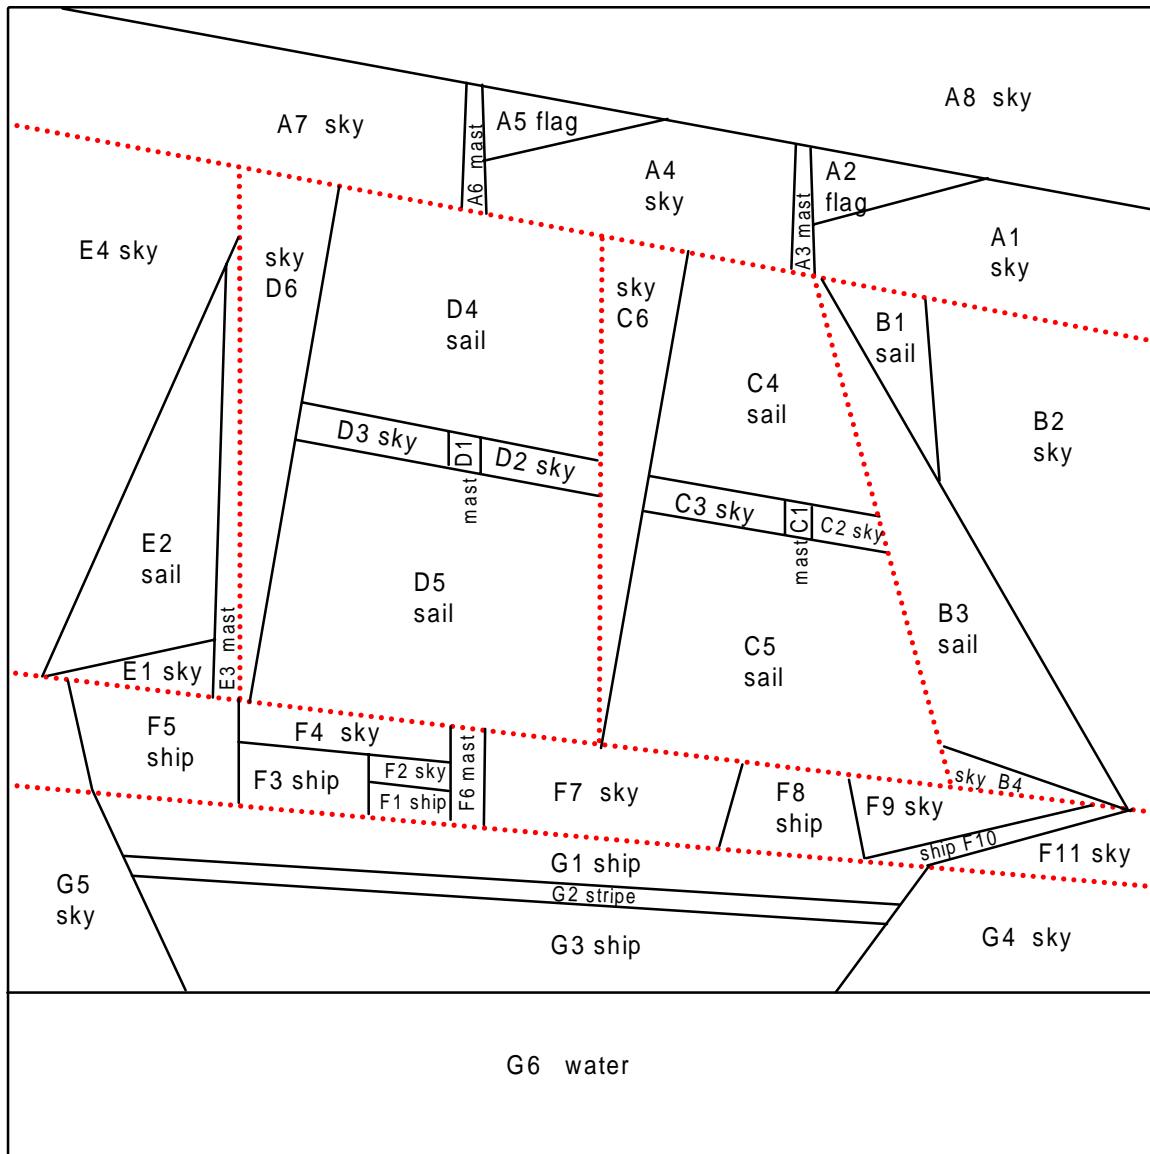 A8 sky
A7 sky
A6 mast
A5 flag
A4
sky
A3 mast
A2
flag
A1
sky
E4 sky
sky
D6
D4
sail
sky
C6
B1
sail
C4
sail
B2
sky
D3 sky
D1
mast
D2 sky
C3 sky
C1
mast
C2 sky
E2
sail
D5
sail
C5
sail
B3
sail
E1 sky
E3 mast
F5
ship
F4 sky
F3 ship
F2 sky
F1 ship
F6 mast
F7 sky
F8
ship
F9 sky
sky B4
ship F10
F11 sky
G1 ship
G2 stripe
G3 ship
G5
sky
G4 sky
G6 water